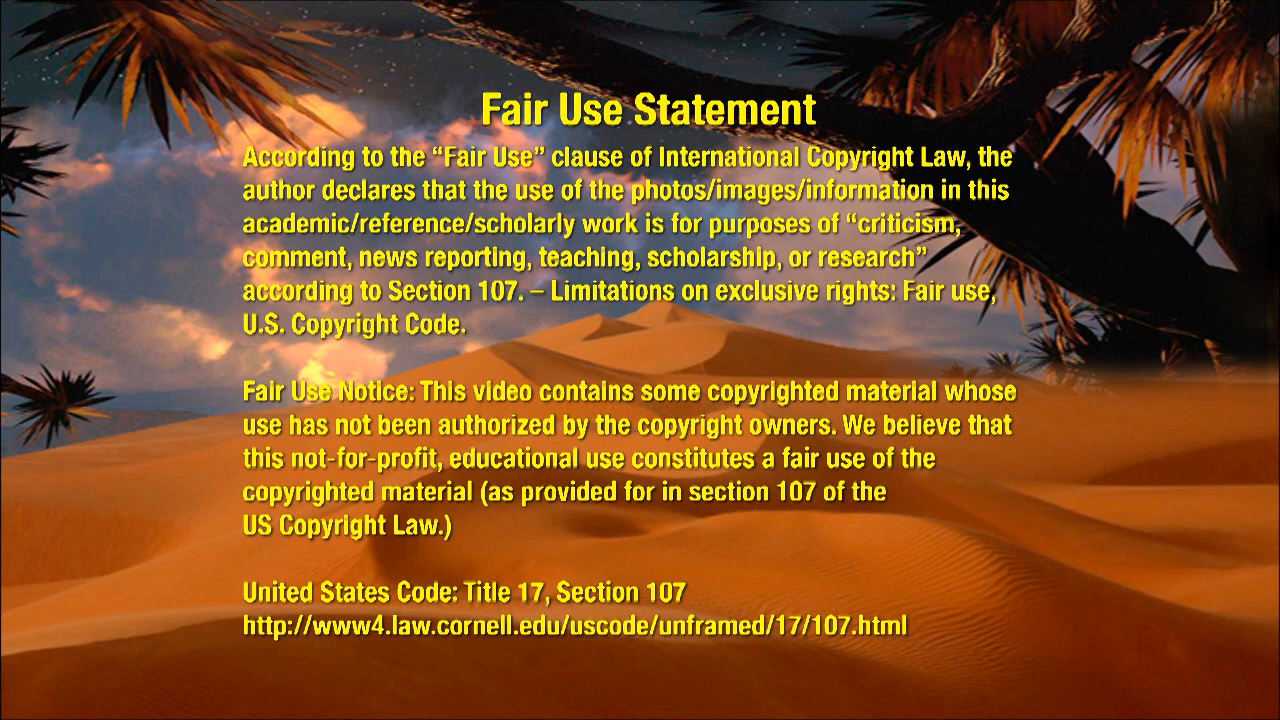 Fair Use Statement
According to the “Fair Use” clause of International Copyright Law, the
author declares that the use of the photos/images/information in this
academic/reference/scholarly work is for purposes of “criticism,
comment, news reporting, teaching, scholarship, or research”
according to Section 107. – Limitations on exclusive rights: Fair use,
U.S. Copyright Code.
Fair Use Notice: This video contains some copyrighted material whose
use has not been authorized by the copyright owners. We believe that
this not-for-profit, educational use constitutes a fair use of the
copyrighted material (as provided for in section 107 of the
US Copyright Law.)
United States Code: Title 17, Section 107
http://www4.law.cornell.edu/uscode/unframed/17/107.html